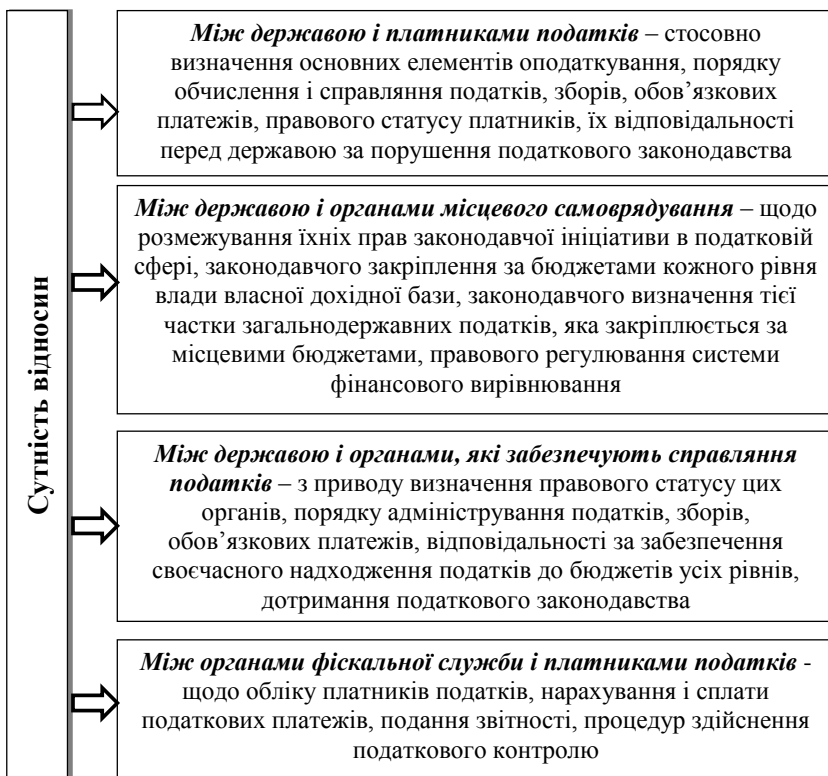 Сутність відносин
Між державою і платниками податків – стосовно
визначення основних елементів оподаткування, порядку
обчислення і справляння податків, зборів, обов’язкових
платежів, правового статусу платників, їх відповідальності
перед державою за порушення податкового законодавства
Між державою і органами місцевого самоврядування – щодо
розмежування їхніх прав законодавчої ініціативи в податковій
сфері, законодавчого закріплення за бюджетами кожного рівня
влади власної дохідної бази, законодавчого визначення тієї
частки загальнодержавних податків, яка закріплюється за
місцевими бюджетами, правового регулювання системи
фінансового вирівнювання
Між державою і органами, які забезпечують справляння
податків – з приводу визначення правового статусу цих
органів, порядку адміністрування податків, зборів,
обов’язкових платежів, відповідальності за забезпечення
своєчасного надходження податків до бюджетів усіх рівнів,
дотримання податкового законодавства
Між органами фіскальної служби і платниками податків -
щодо обліку платників податків, нарахування і сплати
податкових платежів, подання звітності, процедур здійснення
податкового контролю